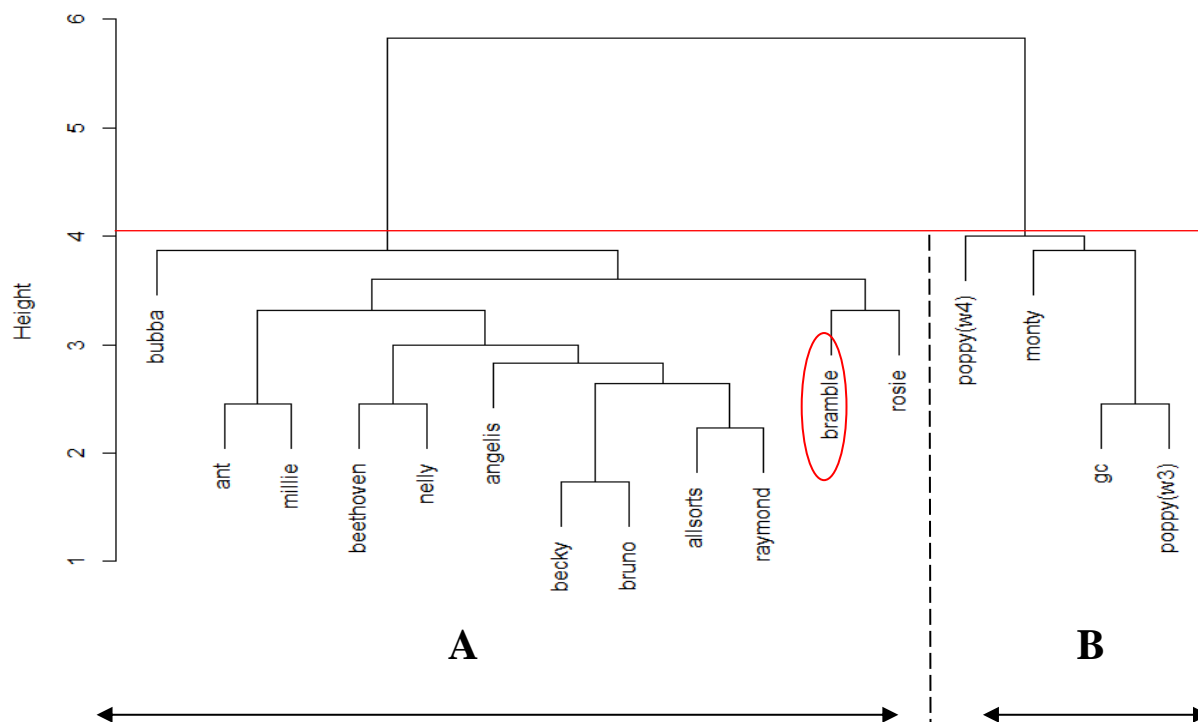 6
5
4
3
2
1
Height
bubba
ant
millie
beethoven
nelly
angelis
becky
bruno
allsorts
raymond
bramble
rosie
poppy(w4)
monty
gc
poppy(w3)
A
B